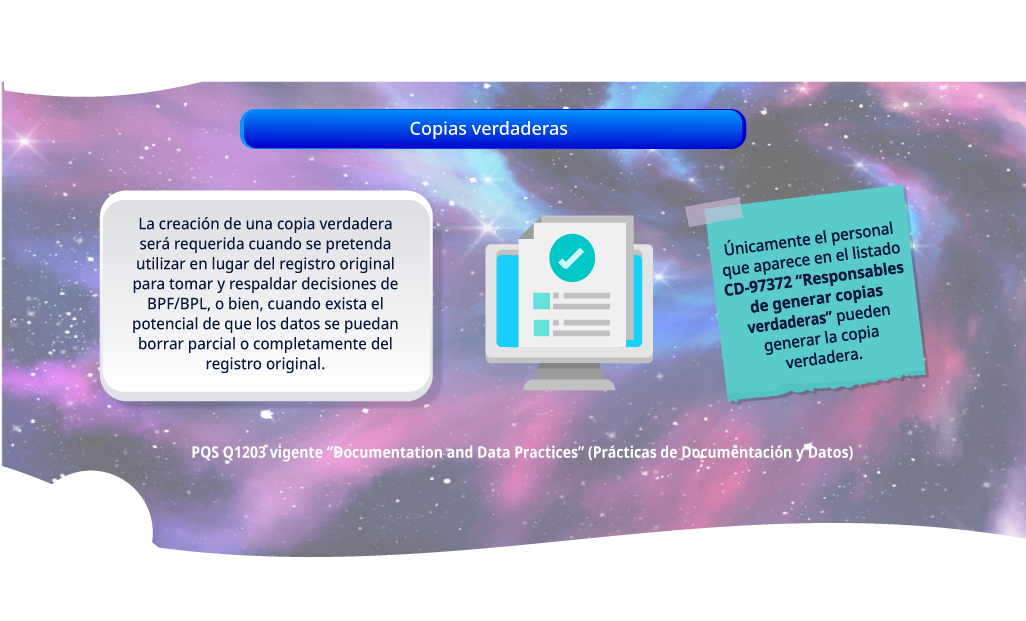 Copias verdaderas
La creación de una copia verdadera
será requerida cuando se pretenda
utilizar en lugar del registro original
para tomar y respaldar decisiones de
BPF/BPL, o bien, cuando exista el
potencial de que los datos se puedan
borrar parcial o completamente del
registro original.
Únicamente el personal
que aparece en el listado
CD-97372 “Responsables
de generar copias
verdaderas” pueden
generar la copia
verdadera.
PQS Q1203 vigente “Documentation and Data Practices” (Prácticas de Documentación y Datos)